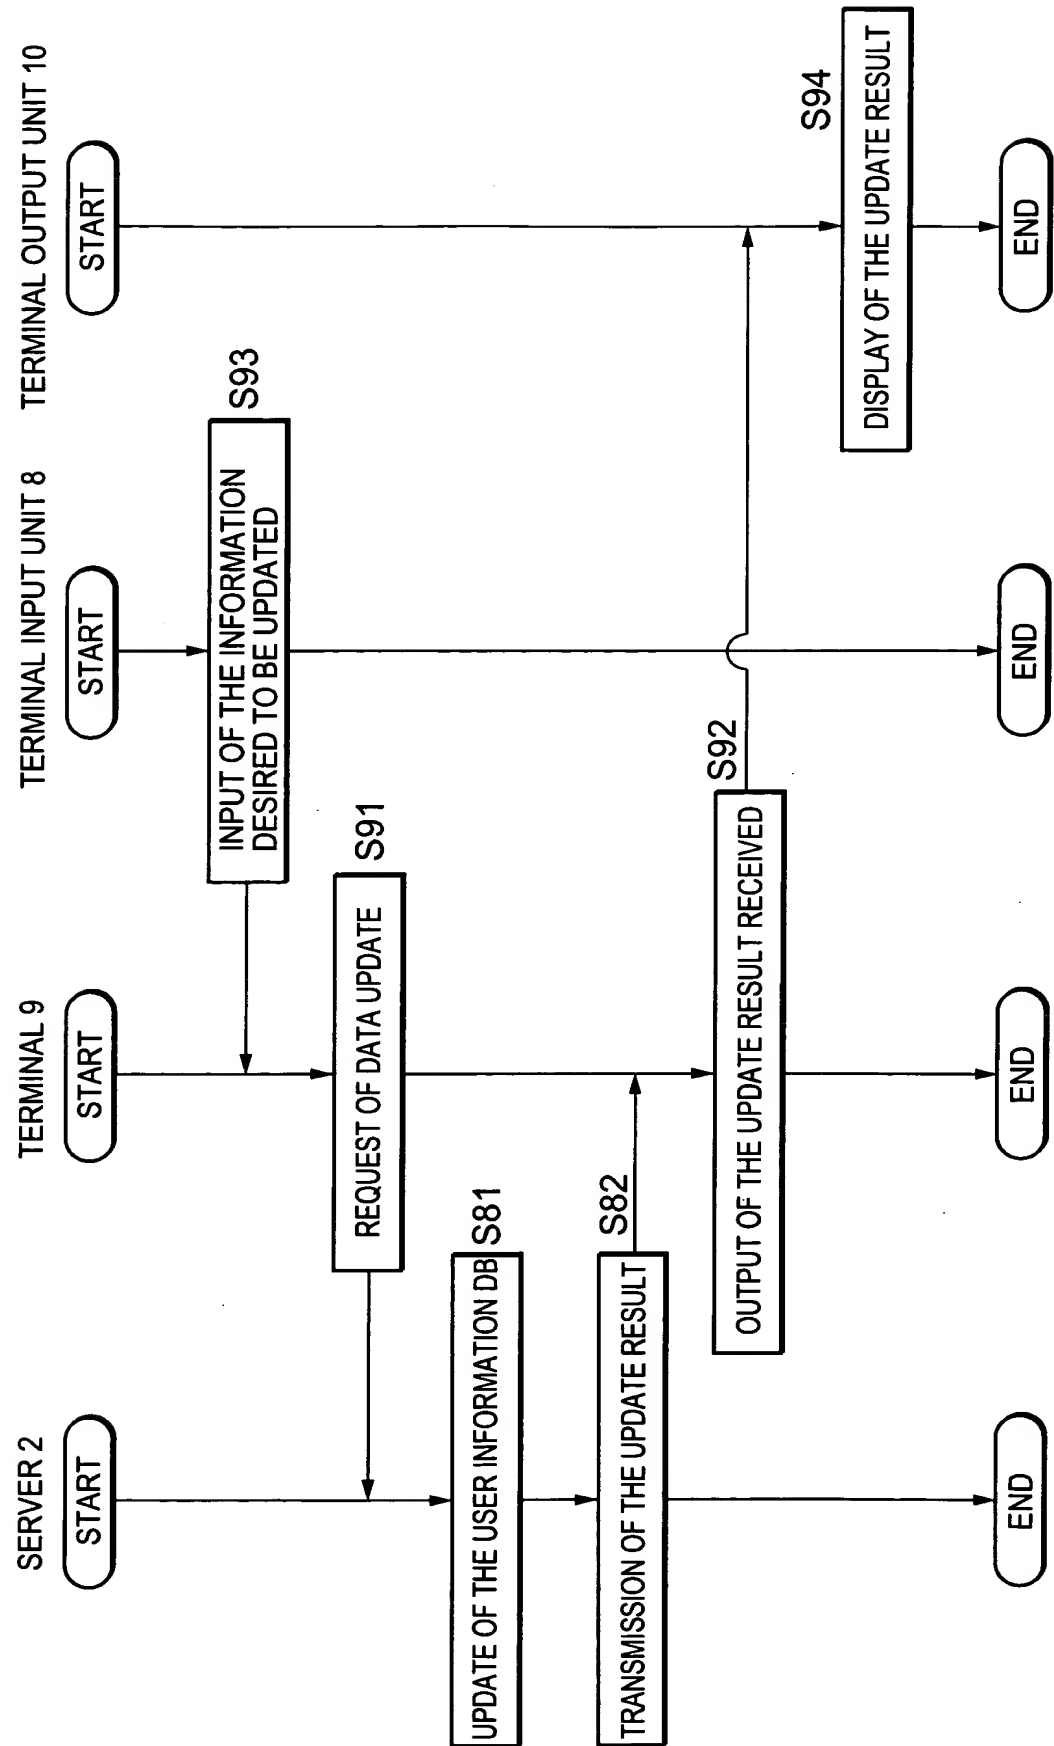 SERVER 2
TERMINAL 9
TERMINAL INPUT UNIT 8
TERMINAL OUTPUT UNIT 10
START
START
START
START
INPUT OF THE INFORMATION
DESIRED TO BE UPDATED
S93
REQUEST OF DATA UPDATE
S91
UPDATE OF THE USER INFORMATION DB
S81
TRANSMISSION OF THE UPDATE RESULT
S82
OUTPUT OF THE UPDATE RESULT RECEIVED
S92
DISPLAY OF THE UPDATE RESULT
S94
END
END
END
END